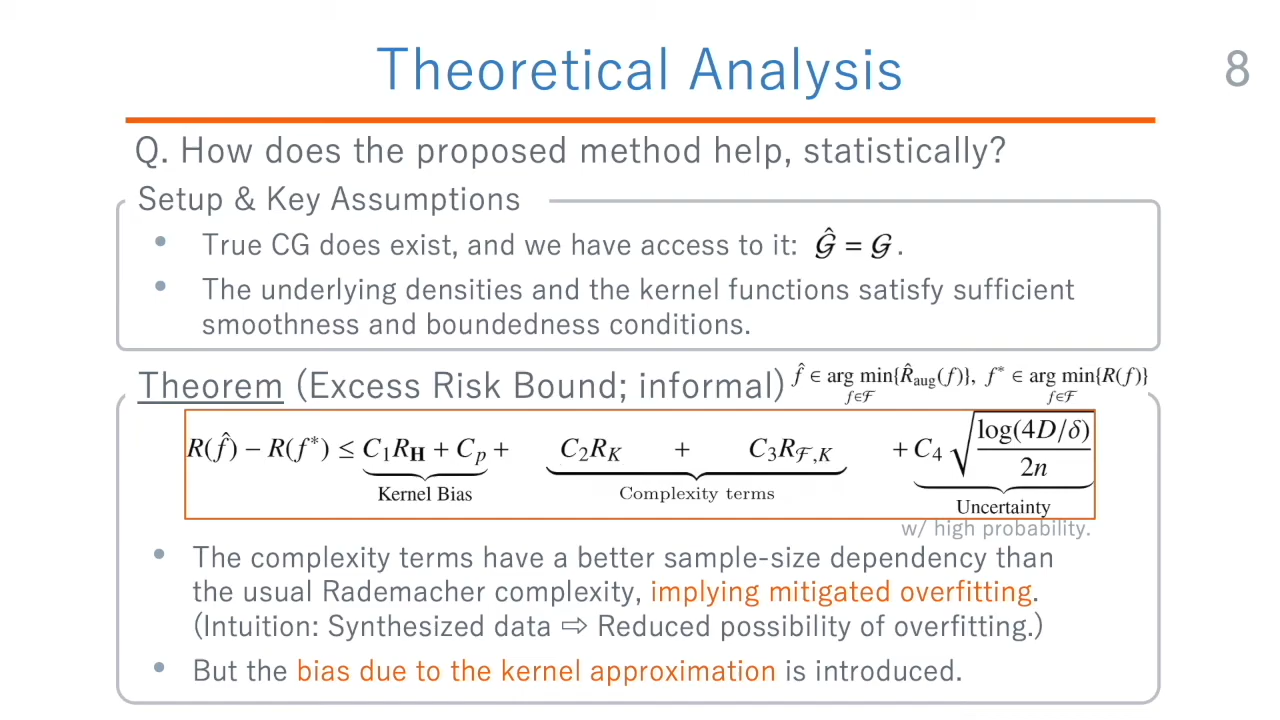 Theoretical Analysis
8
Q. How does the proposed method help, statistically?
Setup & Key Assumptions
• True CG does exist, and we have access to it: 𝒢̂ = 𝒢 .
• The underlying densities and the kernel functions satisfy sufficient
smoothness and boundedness conditions.
Theorem (Excess Risk Bound; informal) f̂ ∈ arg min{R̂_aug(f)}, f* ∈ arg min{R(f)}
f∈ℱ f∈ℱ
R(f̂) − R(f*) ≤ C₁R_H + C_p + C₂R_K + C₃R_{ℱ,K} + C₄ √(log(4D/δ) / 2n)
Kernel Bias Complexity terms Uncertainty
w/ high probability.
• The complexity terms have a better sample-size dependency than
the usual Rademacher complexity, implying mitigated overfitting.
(Intuition: Synthesized data ⇨ Reduced possibility of overfitting.)
• But the bias due to the kernel approximation is introduced.